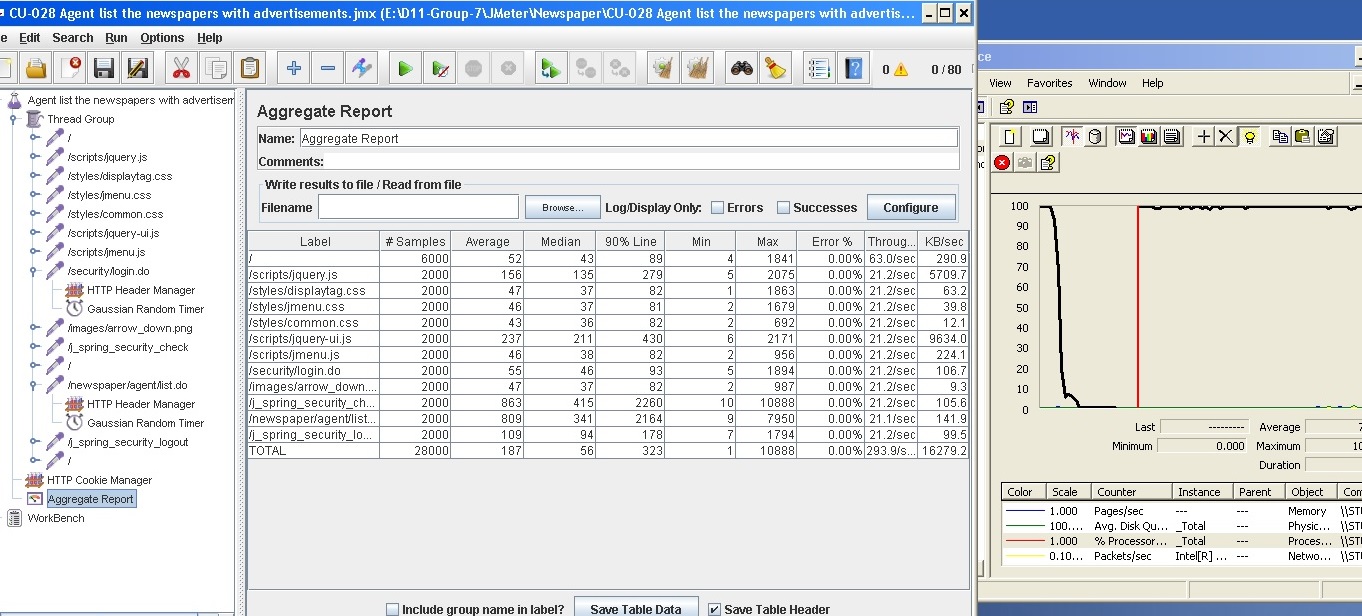 CU-028 Agent list the newspapers with advertisements.jmx (E:\D11-Group-7\JMeter\Newspaper\CU-028 Agent list the newspapers with advertis...
e Edit Search Run Options Help
0 0 / 80
Agent list the newspapers with advertisem
Thread Group
/
/scripts/jquery.js
/styles/displaytag.css
/styles/jmenu.css
/styles/common.css
/scripts/jquery-ui.js
/scripts/jmenu.js
/security/login.do
HTTP Header Manager
Gaussian Random Timer
/images/arrow_down.png
/j_spring_security_check
/
/newspaper/agent/list.do
HTTP Header Manager
Gaussian Random Timer
/j_spring_security_logout
/
HTTP Cookie Manager
Aggregate Report
WorkBench
Aggregate Report
Name: Aggregate Report
Comments:
Write results to file / Read from file
Filename Browse... Log/Display Only: Errors Successes Configure
Label # Samples Average Median 90% Line Min Max Error % Throug... KB/sec
/ 6000 52 43 89 4 1841 0.00% 63.0/sec 290.9
/scripts/jquery.js 2000 156 135 279 5 2075 0.00% 21.2/sec 5709.7
/styles/displaytag.css 2000 47 37 82 1 1863 0.00% 21.2/sec 63.2
/styles/jmenu.css 2000 46 37 81 2 1679 0.00% 21.2/sec 39.8
/styles/common.css 2000 43 36 82 2 692 0.00% 21.2/sec 12.1
/scripts/jquery-ui.js 2000 237 211 430 6 2171 0.00% 21.2/sec 9634.0
/scripts/jmenu.js 2000 46 38 82 2 956 0.00% 21.2/sec 224.1
/security/login.do 2000 55 46 93 5 1894 0.00% 21.2/sec 106.7
/images/arrow_down.... 2000 47 37 82 2 987 0.00% 21.2/sec 9.3
/j_spring_security_ch... 2000 863 415 2260 10 10888 0.00% 21.2/sec 105.6
/newspaper/agent/list... 2000 809 341 2164 9 7950 0.00% 21.1/sec 141.9
/j_spring_security_lo... 2000 109 94 178 7 1794 0.00% 21.2/sec 99.5
TOTAL 28000 187 56 323 1 10888 0.00% 293.9/s... 16279.2
Include group name in label? Save Table Data Save Table Header
ce
View Favorites Window Help
100
90
80
70
60
50
40
30
20
10
0
Last --------- Average 7
Minimum 0.000 Maximum 10
Duration
Color Scale Counter Instance Parent Object Com
1.000 Pages/sec --- --- Memory \\STU
100.... Avg. Disk Qu... _Total --- Physic... \\STU
1.000 % Processor... _Total --- Proces... \\STU
0.10... Packets/sec Intel[R] ... --- Netwo... \\STU